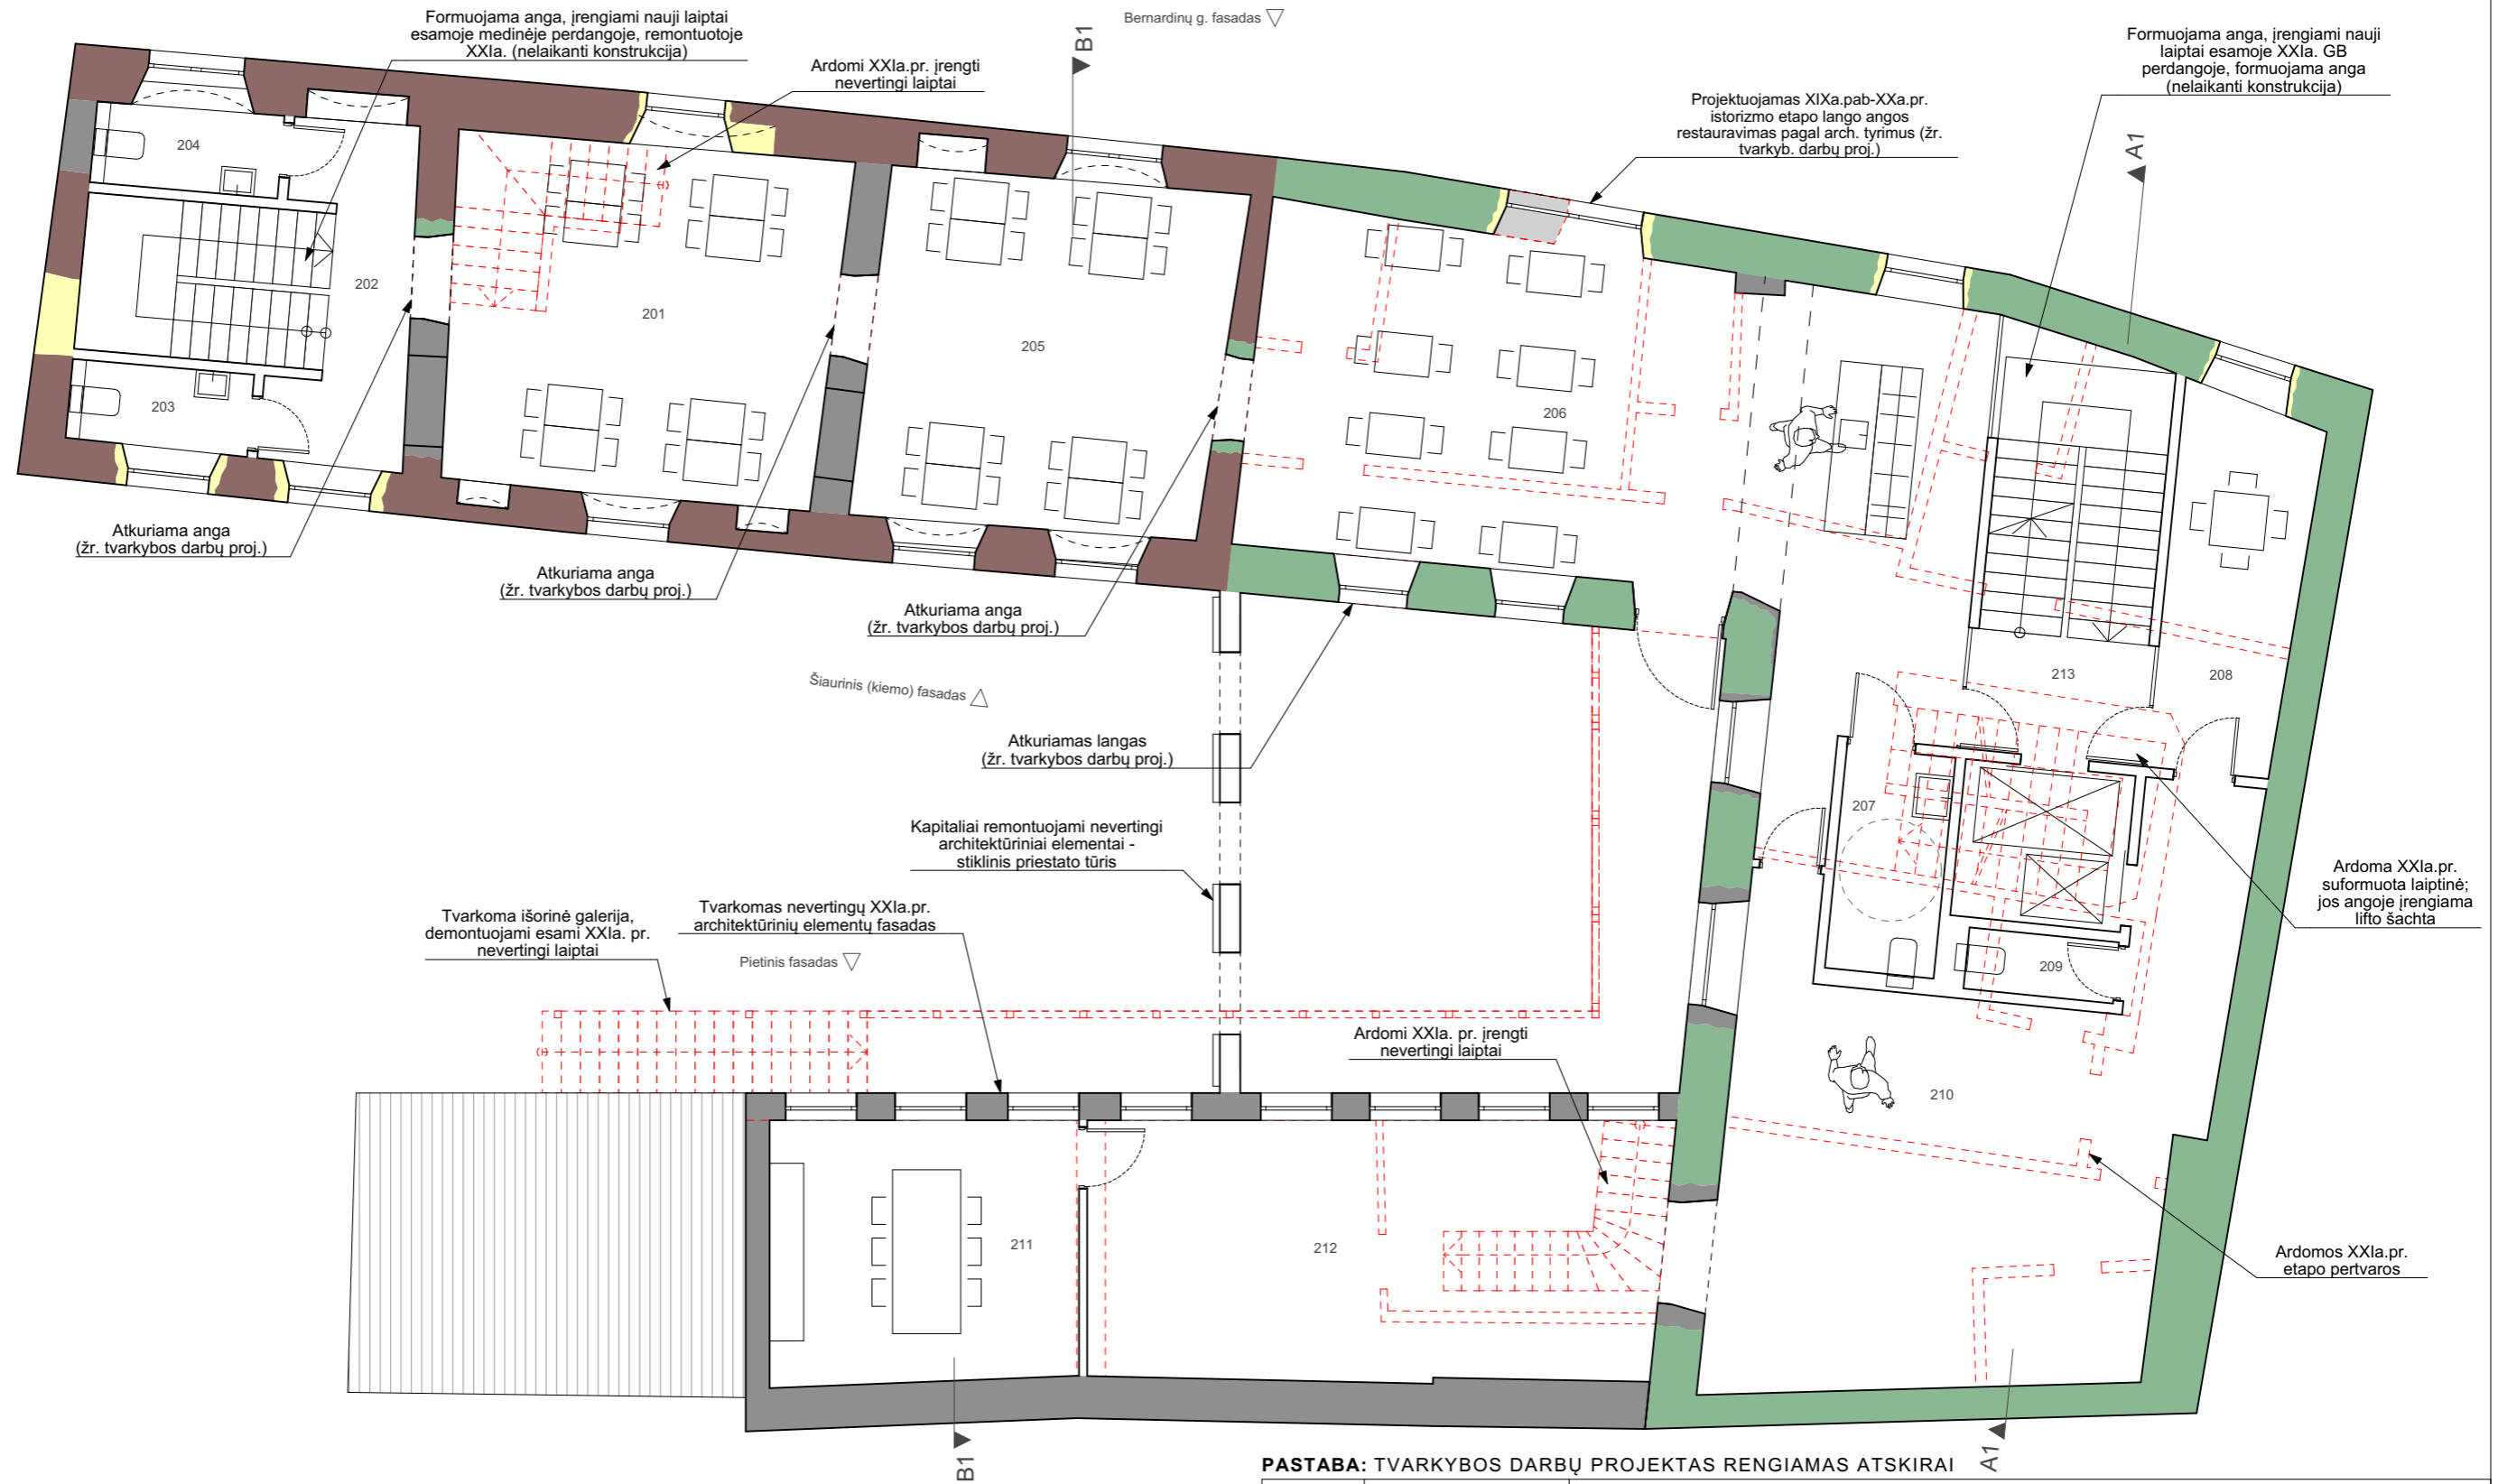 Formuojama anga, įrengiami nauji laiptai
esamoje medinėje perdangoje, remontuotoje
XXIa. (nelaikanti konstrukcija)
Bernardinų g. fasadas
B1
Ardomi XXIa.pr. įrengti
nevertingi laiptai
Formuojama anga, įrengiami nauji
laiptai esamoje XXIa. GB
perdangoje, formuojama anga
(nelaikanti konstrukcija)
Projektuojamas XIXa.pab-XXa.pr.
istorizmo etapo lango angos
restauravimas pagal arch. tyrimus (žr.
tvarkyb. darbų proj.)
A1
204
202
201
205
203
206
Atkuriama anga
(žr. tvarkybos darbų proj.)
Atkuriama anga
(žr. tvarkybos darbų proj.)
Atkuriama anga
(žr. tvarkybos darbų proj.)
Šiaurinis (kiemo) fasadas
213
208
Atkuriamas langas
(žr. tvarkybos darbų proj.)
207
Kapitaliai remontuojami nevertingi
architektūriniai elementai -
stiklinis priestato tūris
Ardoma XXIa.pr.
suformuota laiptinė;
jos angoje įrengiama
lifto šachta
Tvarkoma išorinė galerija,
demontuojami esami XXIa. pr.
nevertingi laiptai
Tvarkomas nevertingų XXIa.pr.
architektūrinių elementų fasadas
Pietinis fasadas
209
Ardomi XXIa. pr. įrengti
nevertingi laiptai
210
211
212
Ardomos XXIa.pr.
etapo pertvaros
B1
A1
PASTABA: TVARKYBOS DARBŲ PROJEKTAS RENGIAMAS ATSKIRAI